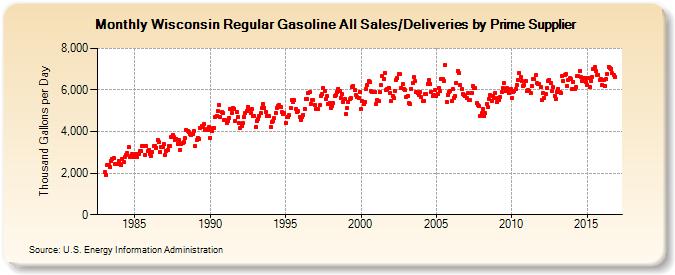 Monthly Wisconsin Regular Gasoline All Sales/Deliveries by Prime Supplier
Thousand Gallons per Day
8,000
6,000
4,000
2,000
0
1985 1990 1995 2000 2005 2010 2015
Source: U.S. Energy Information Administration